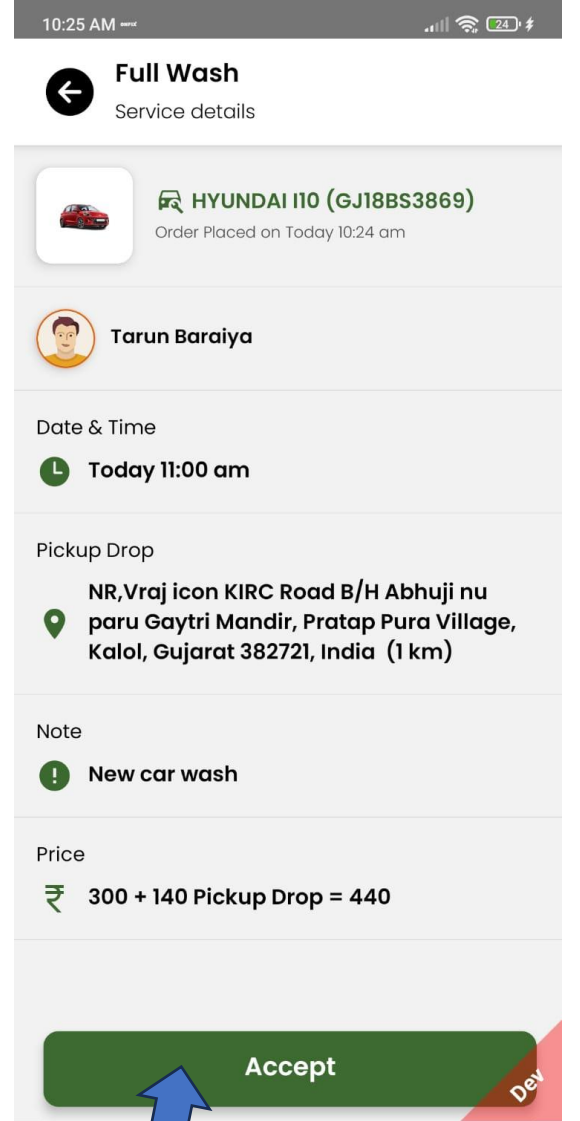 10:25 AM
24
Full Wash
Service details
HYUNDAI I10 (GJ18BS3869)
Order Placed on Today 10:24 am
Tarun Baraiya
Date & Time
Today 11:00 am
Pickup Drop
NR,Vraj icon KIRC Road B/H Abhuji nu
paru Gaytri Mandir, Pratap Pura Village,
Kalol, Gujarat 382721, India (1 km)
Note
New car wash
Price
₹ 300 + 140 Pickup Drop = 440
Accept
Dev